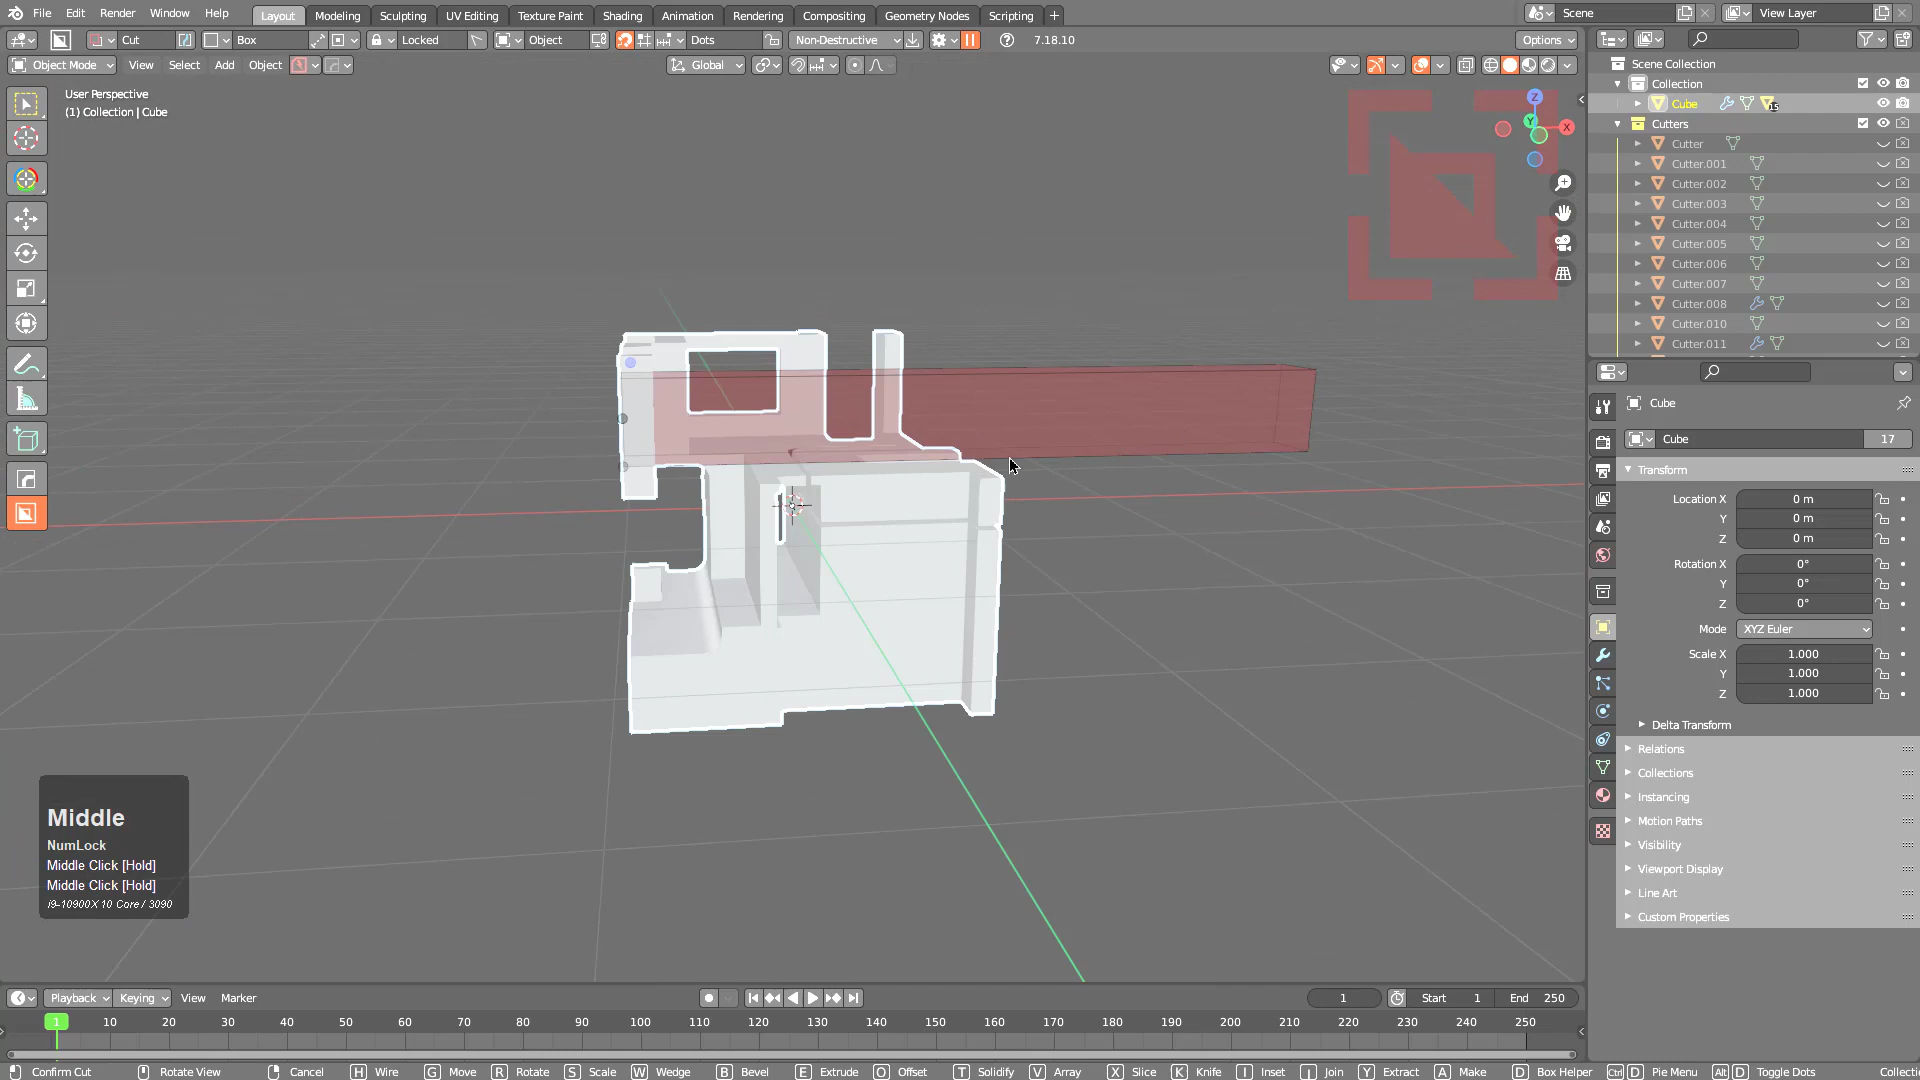 File Edit Render Window Help Layout Modeling Sculpting UV Editing Texture Paint Shading Animation Rendering Compositing Geometry Nodes Scripting + Scene View Layer
Cut Box Locked Object Dots Non-Destructive 7.18.10 Options
Object Mode View Select Add Object Global
User Perspective
(1) Collection | Cube
Z
Y
X
Scene Collection
Collection
Cube 15
Cutters
Cutter
Cutter.001
Cutter.002
Cutter.003
Cutter.004
Cutter.005
Cutter.006
Cutter.007
Cutter.008
Cutter.010
Cutter.011
Cube
Cube 17
Transform
Location X 0 m
Y 0 m
Z 0 m
Rotation X 0°
Y 0°
Z 0°
Mode XYZ Euler
Scale X 1.000
Y 1.000
Z 1.000
Delta Transform
Relations
Collections
Instancing
Motion Paths
Visibility
Viewport Display
Line Art
Custom Properties
Middle
NumLock
Middle Click [Hold]
Middle Click [Hold]
i9-10900X 10 Core / 3090
Playback Keying View Marker 1 Start 1 End 250
1 10 20 30 40 50 60 70 80 90 100 110 120 130 140 150 160 170 180 190 200 210 220 230 240 250
Confirm Cut Rotate View Cancel H Wire G Move R Rotate S Scale W Wedge B Bevel E Extrude O Offset T Solidify V Array X Slice K Knife I Inset J Join Y Extract A Make D Box Helper Ctrl D Pie Menu Alt D Toggle Dots Collectio